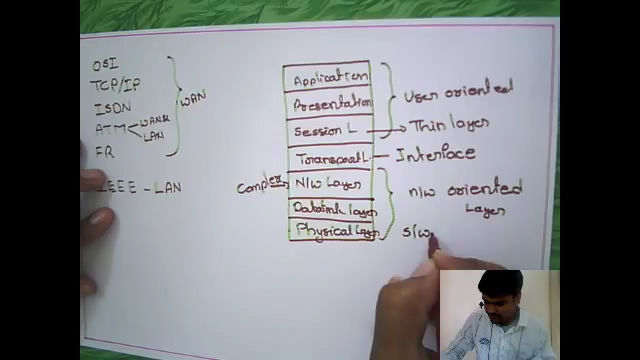 OSI
TCP/IP
ISDN
ATM WAN &
LAN
FR
WAN
IEEE - LAN
Application
Presentation
Session L
Transport L
N/W Layer
Datalink layer
Physical Layer
Complex
User oriented
Thin layer
Interface
n/w oriented
Layer
S/w